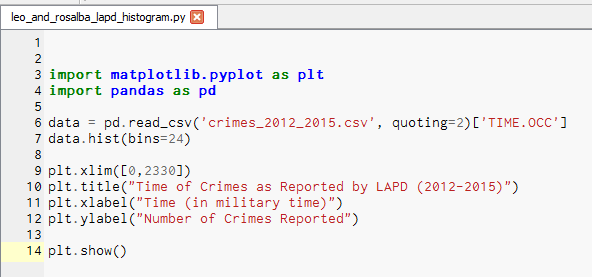 leo_and_rosalba_lapd_histogram.py
1
2
3 import matplotlib.pyplot as plt
4 import pandas as pd
5
6 data = pd.read_csv('crimes_2012_2015.csv', quoting=2)['TIME.OCC']
7 data.hist(bins=24)
8
9 plt.xlim([0,2330])
10 plt.title("Time of Crimes as Reported by LAPD (2012-2015)")
11 plt.xlabel("Time (in military time)")
12 plt.ylabel("Number of Crimes Reported")
13
14 plt.show()